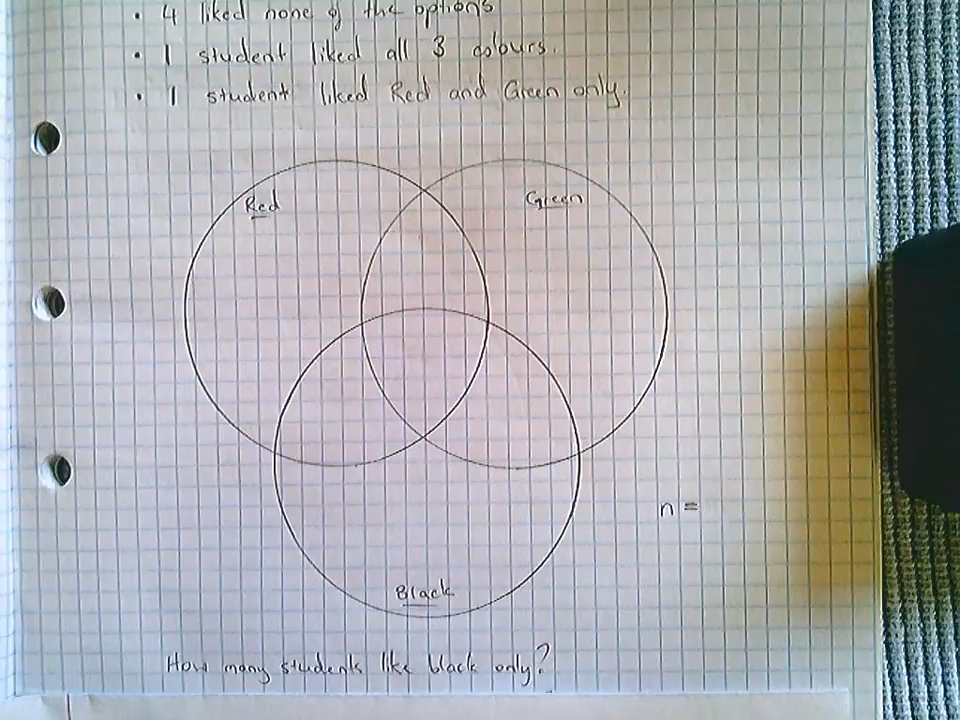 • 4 liked none of the options
• 1 student liked all 3 colours.
• 1 student liked Red and Green only.
Red
Green
n =
Black
How many students like black only?